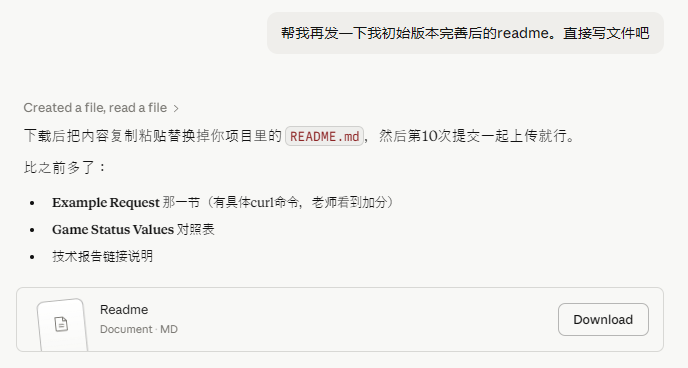 帮我再发一下我初始版本完善后的readme。直接写文件吧
Created a file, read a file >
下载后把内容复制粘贴替换掉你项目里的 README.md，然后第10次提交一起上传就行。
比之前多了：
• Example Request 那一节（有具体curl命令，老师看到加分）
• Game Status Values 对照表
• 技术报告链接说明
Readme
Document · MD
Download